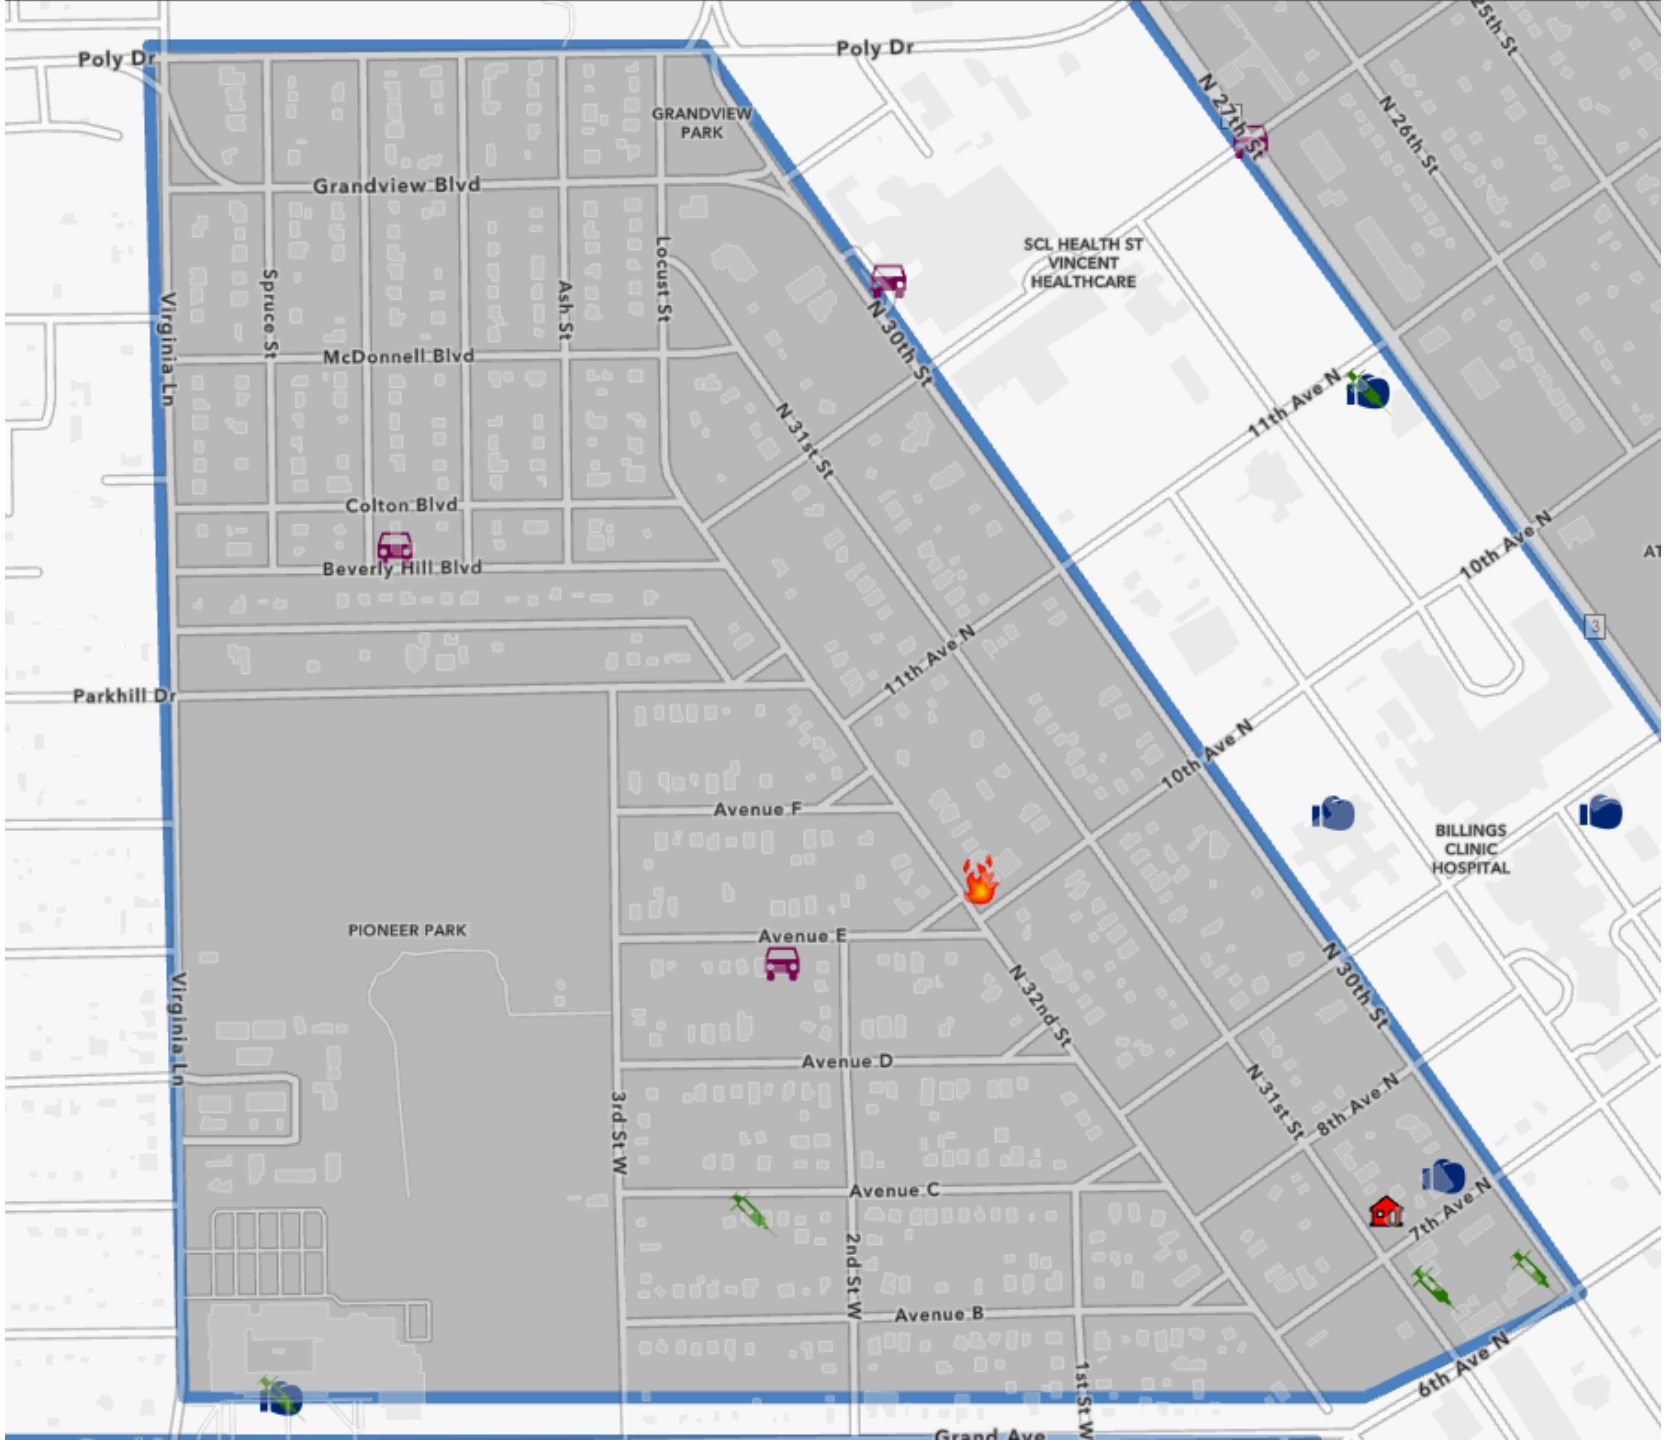 Poly Dr
Poly Dr
25th St
N 27th St
N 26th St
GRANDVIEW
PARK
Grandview Blvd
SCL HEALTH ST
VINCENT
HEALTHCARE
Virginia Ln
Spruce St
Ash St
Locust St
N 30th St
McDonnell Blvd
N 31st St
11th Ave N
Colton Blvd
10th Ave N
AT
Beverly Hill Blvd
3
11th Ave N
Parkhill Dr
10th Ave N
Avenue F
BILLINGS
CLINIC
HOSPITAL
PIONEER PARK
Avenue E
N 30th St
N 32nd St
Virginia Ln
Avenue D
N 31st St
8th Ave N
3rd St W
Avenue C
7th Ave N
2nd St W
Avenue B
6th Ave N
1st St W
Grand Ave